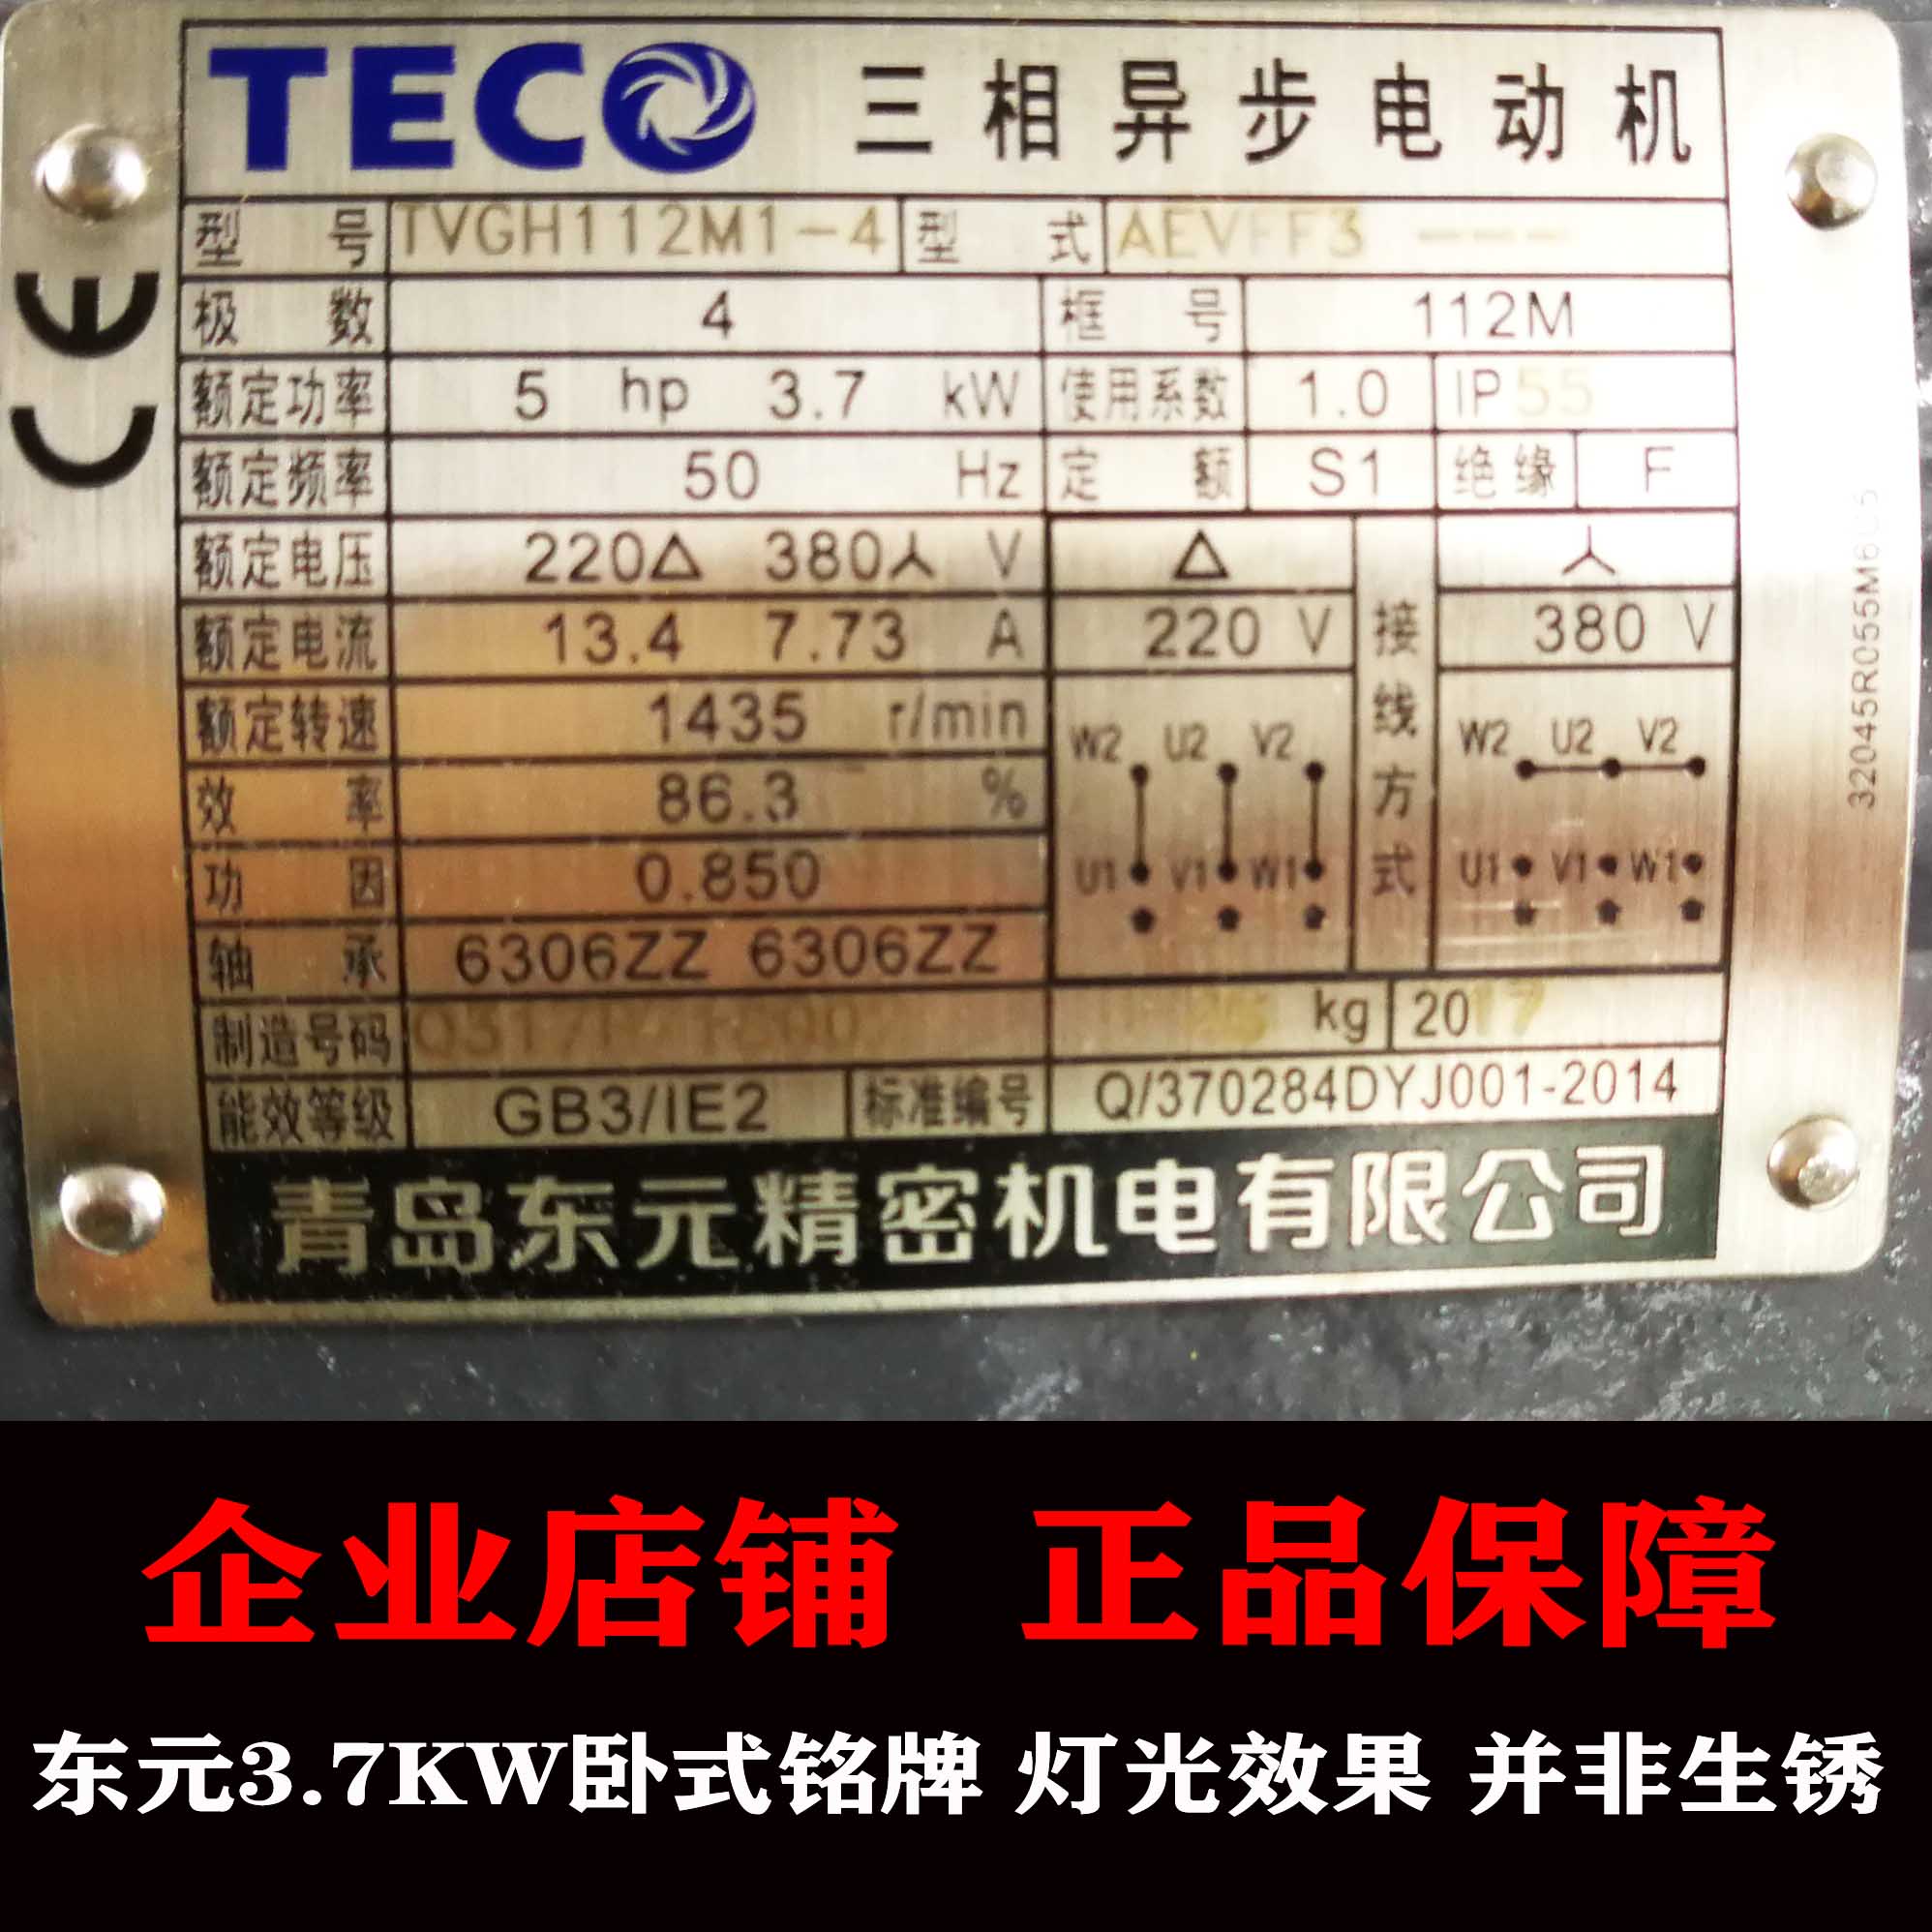 TECO 三相异步电动机
型号 TVGH112M1-4 型式 AEVFF3 ---
极数 4 框号 112M
额定功率 5 hp 3.7 kW 使用系数 1.0 IP55
额定频率 50 Hz 定额 S1 绝缘 F
额定电压 220△ 380人 V △ 接线方式 人
额定电流 13.4 7.73 A 220 V 380 V
额定转速 1435 r/min
W2 U2 V2 W2 U2 V2
效率 86.3 %
功因 0.850
U1 V1 W1 U1 V1 W1
轴承 6306ZZ 6306ZZ
制造号码 kg 2017
能效等级 GB3/IE2 标准编号 Q/370284DYJ001-2014
青岛东元精密机电有限公司
CE
企业店铺 正品保障
东元3.7KW卧式铭牌 灯光效果 并非生锈